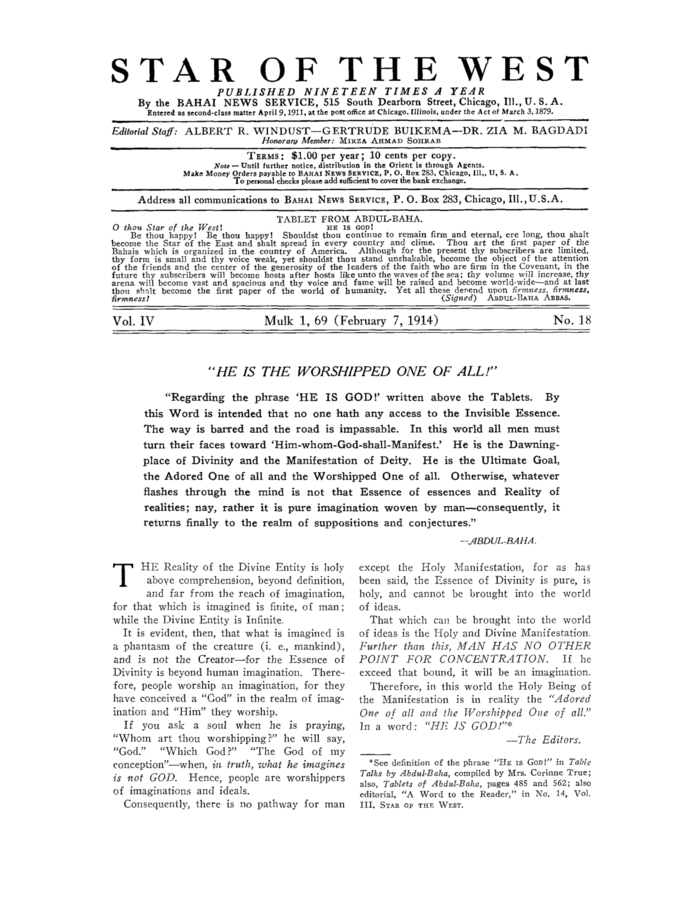 STAR OF THE WEST
PUBLISHED NINETEEN TIMES A YEAR
By the BAHAI NEWS SERVICE, 515 South Dearborn Street, Chicago, Ill., U. S. A.
Entered as second-class matter April 9, 1911, at the post office at Chicago, Illinois, under the Act of March 3, 1879.
Editorial Staff: ALBERT R. WINDUST—GERTRUDE BUIKEMA—DR. ZIA M. BAGDADI
Honorary Member: MIRZA AHMAD SOHRAB
TERMS: $1.00 per year; 10 cents per copy.
Note — Until further notice, distribution in the Orient is through Agents.
Make Money Orders payable to BAHAI NEWS SERVICE, P. O. Box 283, Chicago, Ill., U. S. A.
To personal checks please add sufficient to cover the bank exchange.
Address all communications to BAHAI NEWS SERVICE, P. O. Box 283, Chicago, Ill., U.S.A.
TABLET FROM ABDUL-BAHA.
O thou Star of the West! HE IS GOD!
Be thou happy! Be thou happy! Shouldst thou continue to remain firm and eternal, ere long, thou shalt
become the Star of the East and shalt spread in every country and clime. Thou art the first paper of the
Bahais which is organized in the country of America. Although for the present thy subscribers are limited,
thy form is small and thy voice weak, yet shouldst thou stand unshakable, become the object of the attention
of the friends and the center of the generosity of the leaders of the faith who are firm in the Covenant, in the
future thy subscribers will become hosts after hosts like unto the waves of the sea; thy volume will increase, thy
arena will become vast and spacious and thy voice and fame will be raised and become world-wide—and at last
thou shalt become the first paper of the world of humanity. Yet all these depend upon firmness, firmness,
firmness! (Signed) ABDUL-BAHA ABBAS.
Vol. IV Mulk 1, 69 (February 7, 1914) No. 18
"HE IS THE WORSHIPPED ONE OF ALL!"
"Regarding the phrase 'HE IS GOD!' written above the Tablets. By
this Word is intended that no one hath any access to the Invisible Essence.
The way is barred and the road is impassable. In this world all men must
turn their faces toward 'Him-whom-God-shall-Manifest.' He is the Dawning-
place of Divinity and the Manifestation of Deity. He is the Ultimate Goal,
the Adored One of all and the Worshipped One of all. Otherwise, whatever
flashes through the mind is not that Essence of essences and Reality of
realities; nay, rather it is pure imagination woven by man—consequently, it
returns finally to the realm of suppositions and conjectures."
—ABDUL-BAHA.
THE Reality of the Divine Entity is holy
above comprehension, beyond definition,
and far from the reach of imagination,
for that which is imagined is finite, of man;
while the Divine Entity is Infinite.
It is evident, then, that what is imagined is
a phantasm of the creature (i. e., mankind),
and is not the Creator—for the Essence of
Divinity is beyond human imagination. There-
fore, people worship an imagination, for they
have conceived a "God" in the realm of imag-
ination and "Him" they worship.
If you ask a soul when he is praying,
"Whom art thou worshipping?" he will say,
"God." "Which God?" "The God of my
conception"—when, in truth, what he imagines
is not GOD. Hence, people are worshippers
of imaginations and ideals.
Consequently, there is no pathway for man
except the Holy Manifestation, for as has
been said, the Essence of Divinity is pure, is
holy, and cannot be brought into the world
of ideas.
That which can be brought into the world
of ideas is the Holy and Divine Manifestation.
Further than this, MAN HAS NO OTHER
POINT FOR CONCENTRATION. If he
exceed that bound, it will be an imagination.
Therefore, in this world the Holy Being of
the Manifestation is in reality the "Adored
One of all and the Worshipped One of all."
In a word: "HE IS GOD!"*
—The Editors.
*See definition of the phrase "HE IS GOD!" in Table
Talks by Abdul-Baha, compiled by Mrs. Corinne True;
also, Tablets of Abdul-Baha, pages 485 and 562; also
editorial, "A Word to the Reader," in No. 14, Vol.
III, STAR OF THE WEST.